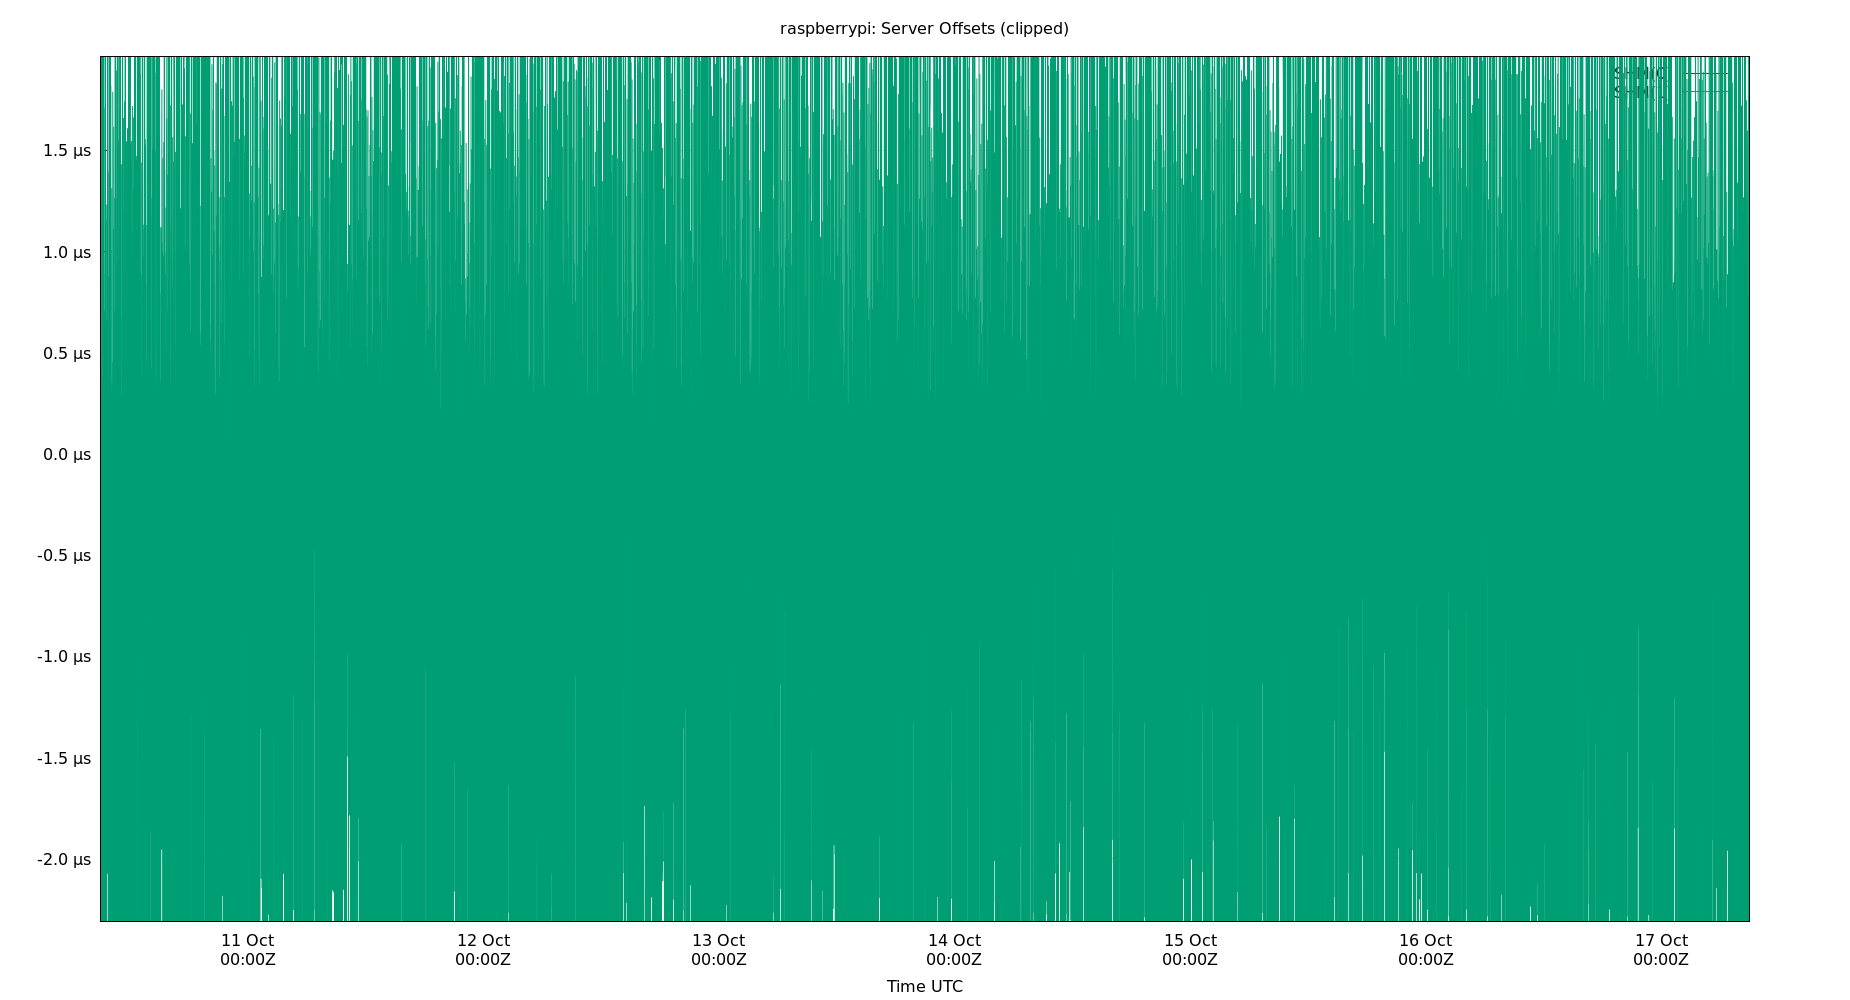 raspberrypi: Server Offsets (clipped)
1.5 µs
1.0 µs
0.5 µs
0.0 µs
-0.5 µs
-1.0 µs
-1.5 µs
-2.0 µs
11 Oct
00:00Z
12 Oct
00:00Z
13 Oct
00:00Z
14 Oct
00:00Z
15 Oct
00:00Z
16 Oct
00:00Z
17 Oct
00:00Z
Time UTC